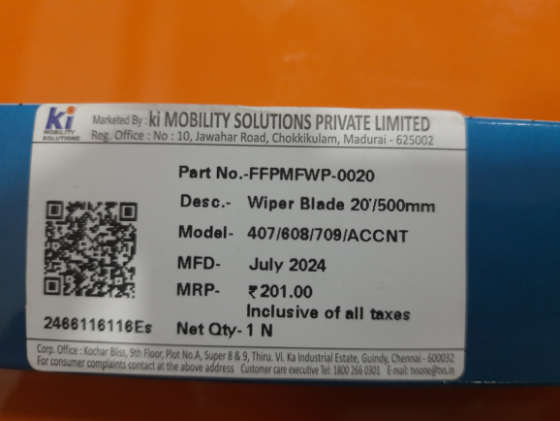 ki
MOBILITY
SOLUTIONS
Marketed By : ki MOBILITY SOLUTIONS PRIVATE LIMITED
Reg. Office : No : 10, Jawahar Road, Chokkikulam, Madurai - 625002
Part No.-FFPMFWP-0020
Desc.- Wiper Blade 20"/500mm
Model- 407/608/709/ACCNT
MFD- July 2024
MRP- ₹201.00
Inclusive of all taxes
2466116116Es
Net Qty- 1 N
Corp. Office : Kochar Bliss, 9th Floor, Plot No.A, Super 8 & 9, Thiru. Vi. Ka Industrial Estate, Guindy, Chennai - 600032
For consumer complaints contact at the above address Customer care executive Tel: 1800 266 0301 E-mail: tvsone@tvs.in